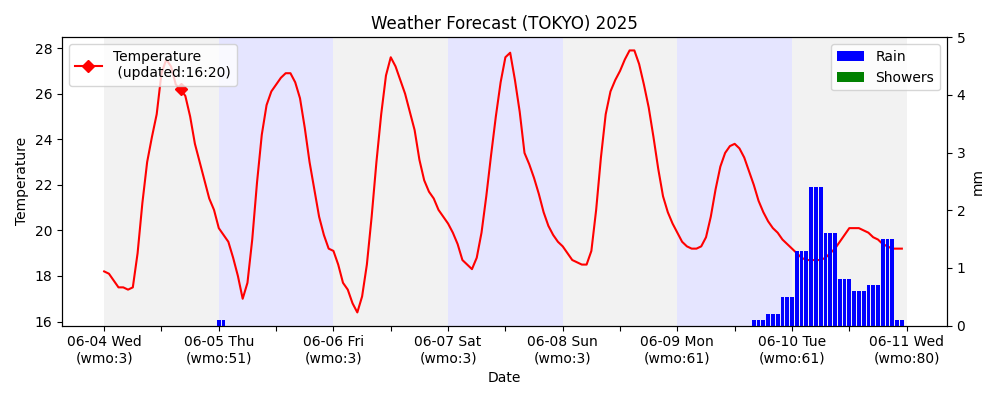 Weather Forecast (TOKYO) 2025
Temperature
(updated:16:20)
Rain
Showers
Temperature
28
26
24
22
20
18
16
5
4
3
2
1
0
mm
06-04 Wed
(wmo:3)
06-05 Thu
(wmo:51)
06-06 Fri
(wmo:3)
06-07 Sat
(wmo:3)
06-08 Sun
(wmo:3)
06-09 Mon
(wmo:61)
06-10 Tue
(wmo:61)
06-11 Wed
(wmo:80)
Date